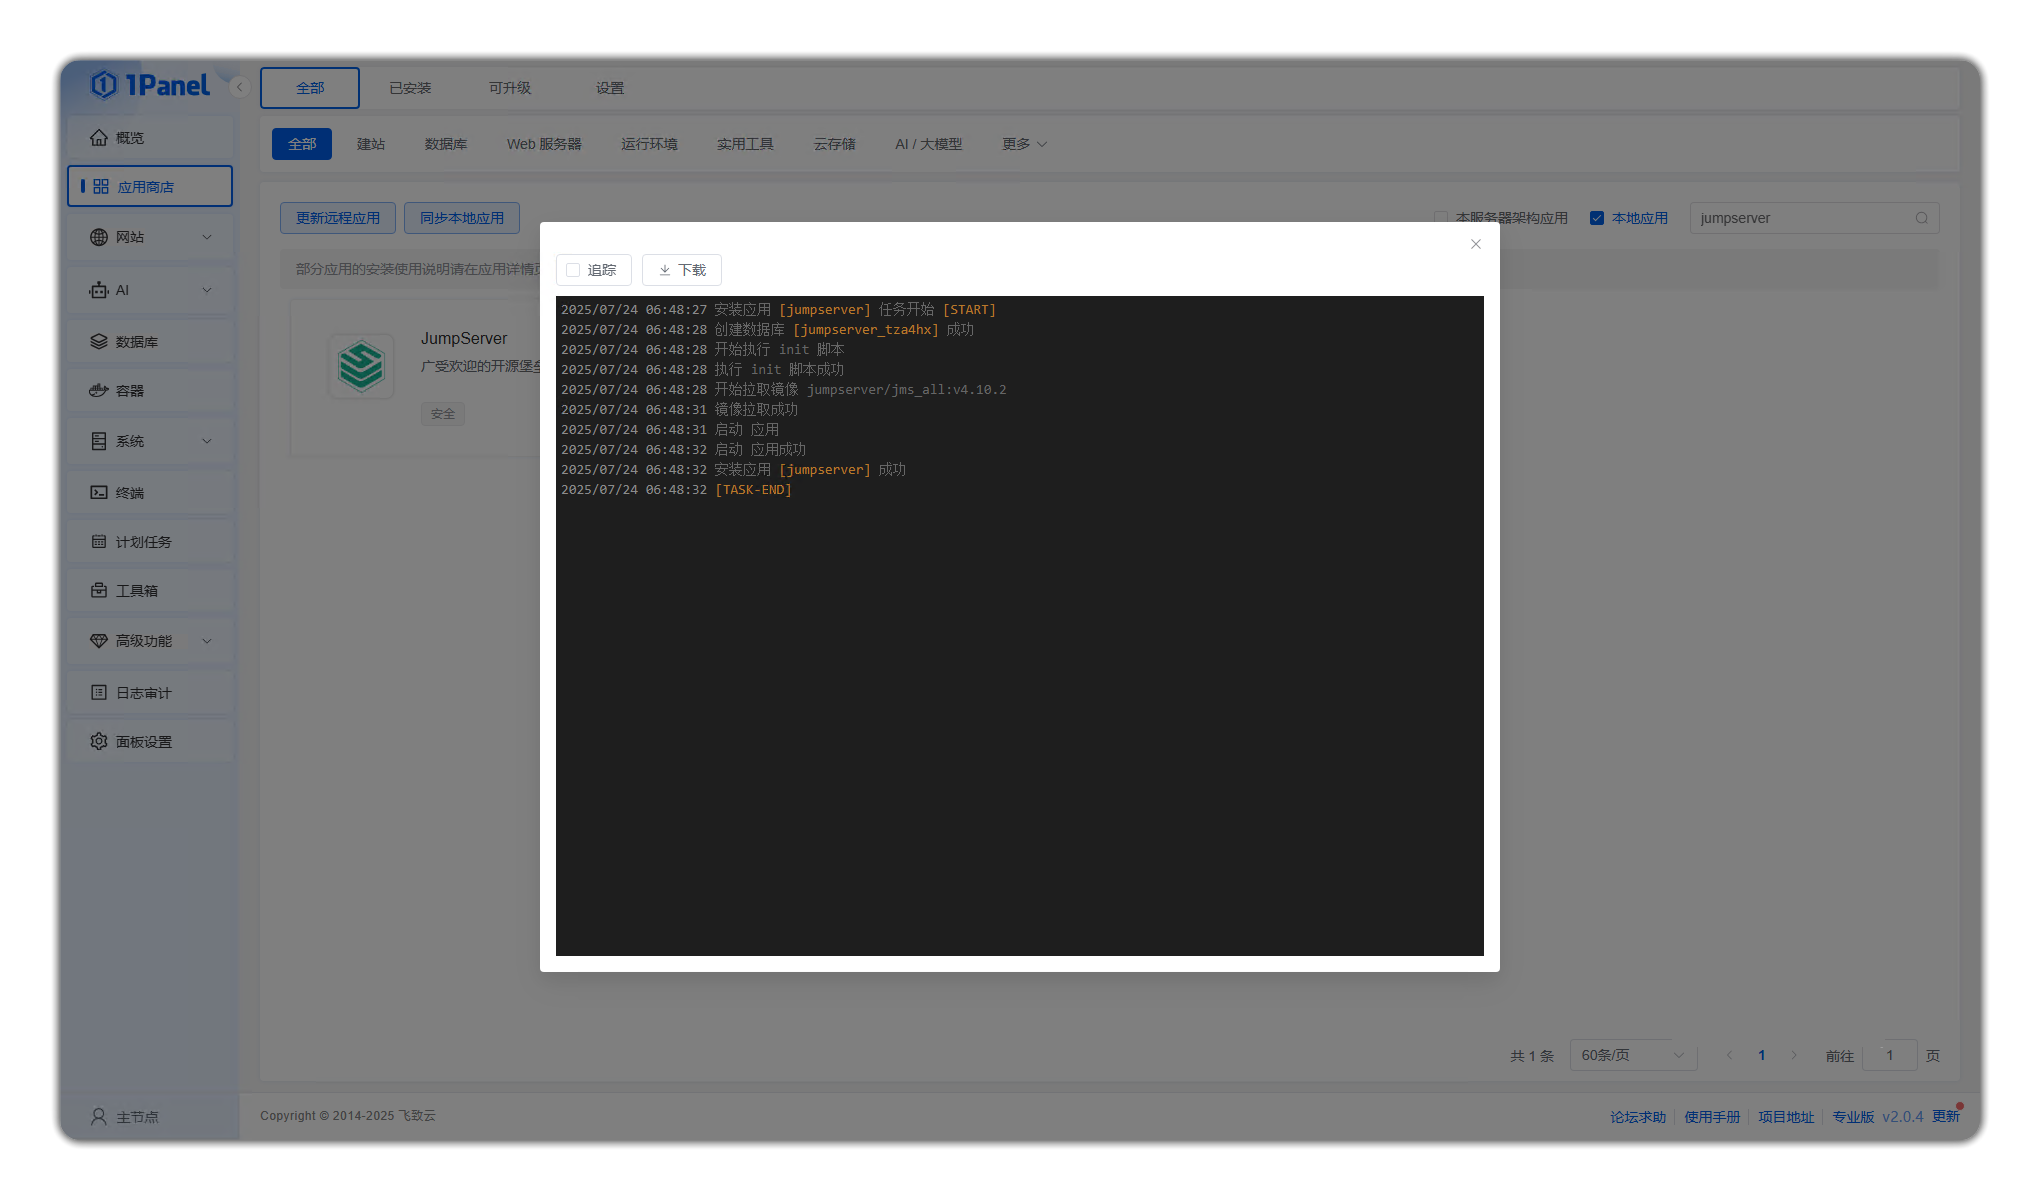 1Panel
全部 已安装 可升级 设置
概览
应用商店
网站
AI
数据库
容器
系统
终端
计划任务
工具箱
高级功能
日志审计
面板设置
主节点
全部 建站 数据库 Web 服务器 运行环境 实用工具 云存储 AI / 大模型 更多
更新远程应用 同步本地应用
本服务器架构应用 本地应用 jumpserver
部分应用的安装使用说明请在应用详情
JumpServer
广受欢迎的开源堡
安全
追踪 下载
2025/07/24 06:48:27 安装应用 [jumpserver] 任务开始 [START]
2025/07/24 06:48:28 创建数据库 [jumpserver_tza4hx] 成功
2025/07/24 06:48:28 开始执行 init 脚本
2025/07/24 06:48:28 执行 init 脚本成功
2025/07/24 06:48:28 开始拉取镜像 jumpserver/jms_all:v4.10.2
2025/07/24 06:48:31 镜像拉取成功
2025/07/24 06:48:31 启动 应用
2025/07/24 06:48:32 启动 应用成功
2025/07/24 06:48:32 安装应用 [jumpserver] 成功
2025/07/24 06:48:32 [TASK-END]
共 1 条 60条/页 1 前往 1 页
Copyright © 2014-2025 飞致云
论坛求助 使用手册 项目地址 专业版 v2.0.4 更新